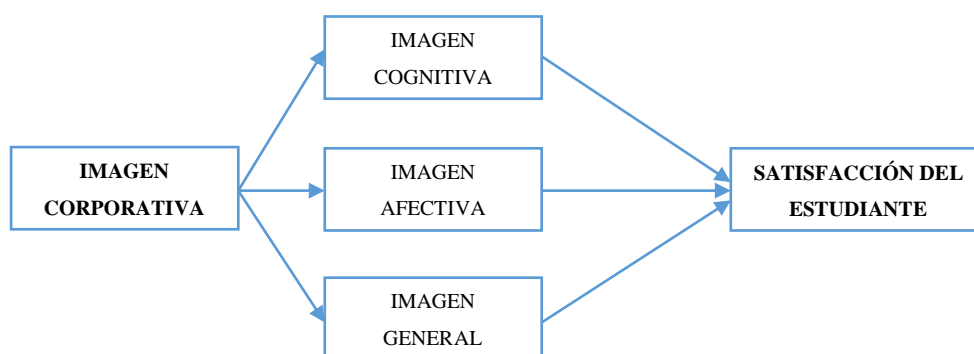 IMAGEN
COGNITIVA
IMAGEN
CORPORATIVA
IMAGEN
AFECTIVA
SATISFACCIÓN DEL
ESTUDIANTE
IMAGEN
GENERAL